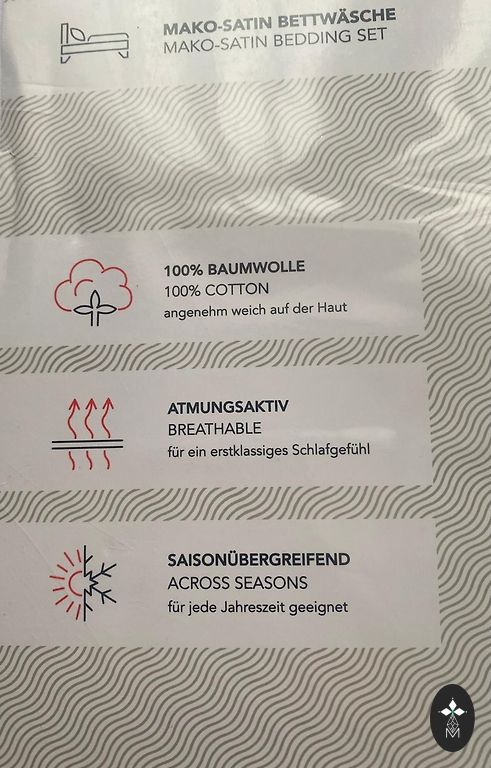 MAKO-SATIN BETTWÄSCHE
MAKO-SATIN BEDDING SET
100% BAUMWOLLE
100% COTTON
angenehm weich auf der Haut
ATMUNGSAKTIV
BREATHABLE
für ein erstklassiges Schlafgefühl
SAISONÜBERGREIFEND
ACROSS SEASONS
für jede Jahreszeit geeignet
M